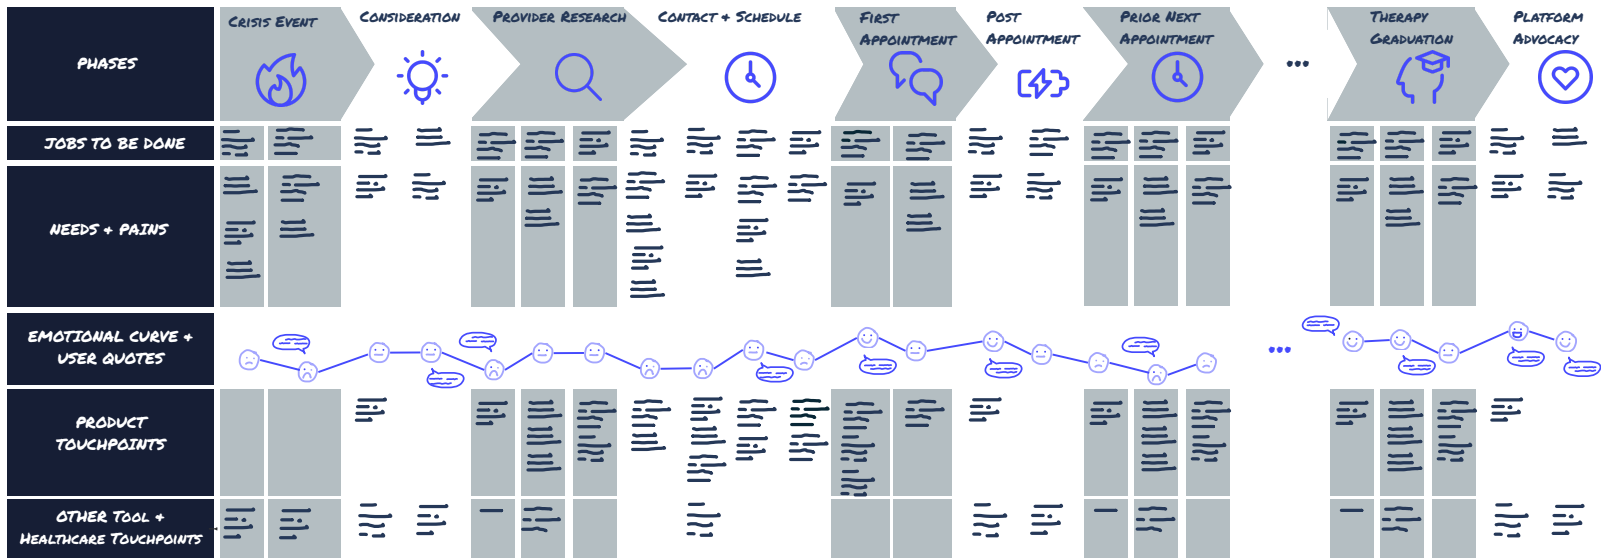 PHASES
CRISIS EVENT
CONSIDERATION
PROVIDER RESEARCH
CONTACT & SCHEDULE
FIRST
APPOINTMENT
POST
APPOINTMENT
PRIOR NEXT
APPOINTMENT
...
THERAPY
GRADUATION
PLATFORM
ADVOCACY
JOBS TO BE DONE
NEEDS & PAINS
EMOTIONAL CURVE &
USER QUOTES
...
PRODUCT
TOUCHPOINTS
OTHER TOOL &
HEALTHCARE TOUCHPOINTS